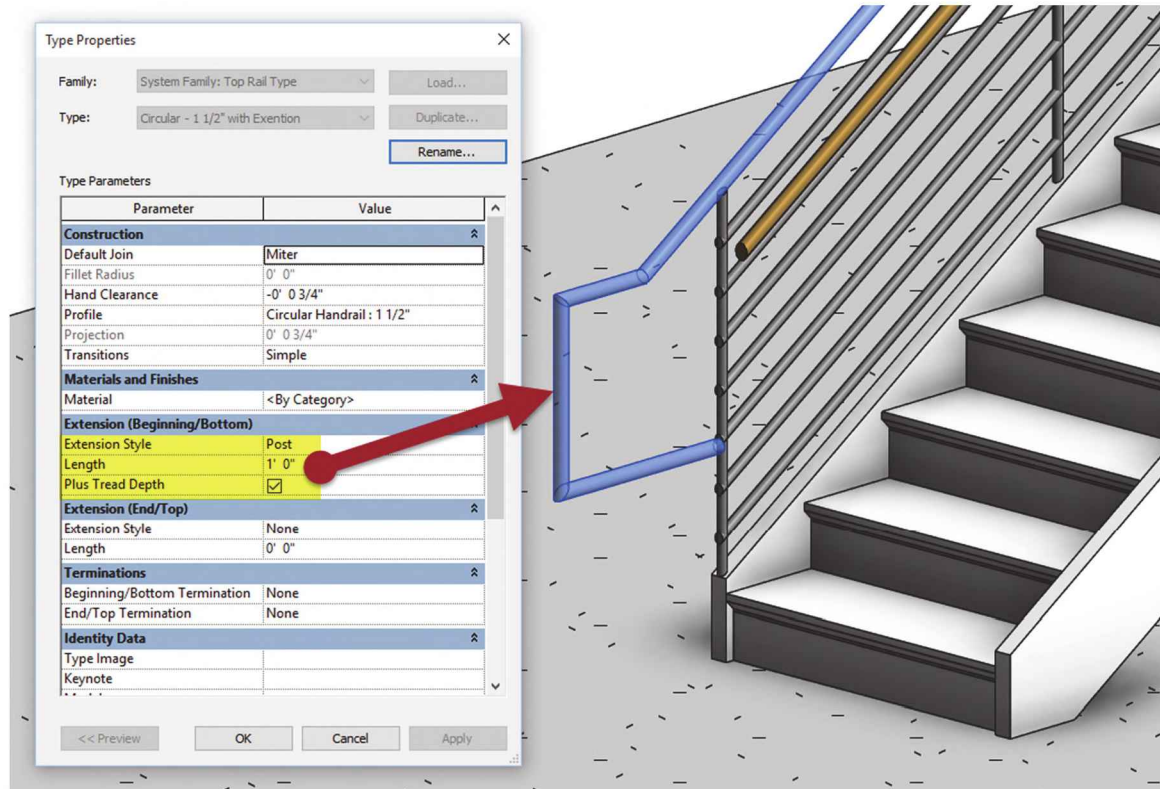 Type Properties
Family: System Family: Top Rail Type Load...
Type: Circular - 1 1/2" with Exention Duplicate...
Rename...
Type Parameters
Parameter Value
Construction
Default Join Miter
Fillet Radius 0' 0"
Hand Clearance -0' 0 3/4"
Profile Circular Handrail : 1 1/2"
Projection 0' 0 3/4"
Transitions Simple
Materials and Finishes
Material <By Category>
Extension (Beginning/Bottom)
Extension Style Post
Length 1' 0"
Plus Tread Depth
Extension (End/Top)
Extension Style None
Length 0' 0"
Terminations
Beginning/Bottom Termination None
End/Top Termination None
Identity Data
Type Image
Keynote
<< Preview OK Cancel Apply